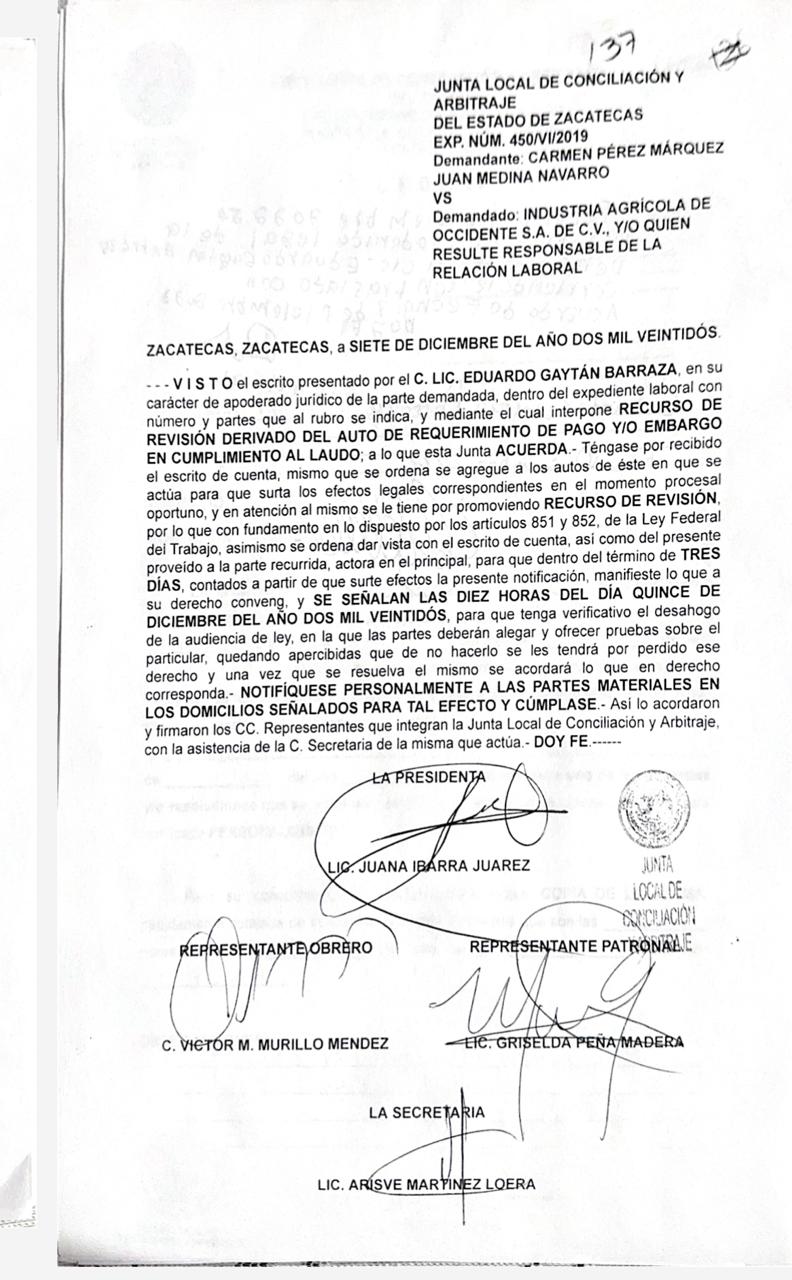 137
JUNTA LOCAL DE CONCILIACIÓN Y
ARBITRAJE
DEL ESTADO DE ZACATECAS
EXP. NÚM. 450/VI/2019
Demandante: CARMEN PÉREZ MÁRQUEZ
JUAN MEDINA NAVARRO
VS
Demandado: INDUSTRIA AGRÍCOLA DE
OCCIDENTE S.A. DE C.V., Y/O QUIEN
RESULTE RESPONSABLE DE LA
RELACIÓN LABORAL
ZACATECAS, ZACATECAS, a SIETE DE DICIEMBRE DEL AÑO DOS MIL VEINTIDÓS.
- - - V I S T O el escrito presentado por el C. LIC. EDUARDO GAYTÁN BARRAZA, en su
carácter de apoderado jurídico de la parte demandada, dentro del expediente laboral con
número y partes que al rubro se indica, y mediante el cual interpone RECURSO DE
REVISIÓN DERIVADO DEL AUTO DE REQUERIMIENTO DE PAGO Y/O EMBARGO
EN CUMPLIMIENTO AL LAUDO; a lo que esta Junta ACUERDA.- Téngase por recibido
el escrito de cuenta, mismo que se ordena se agregue a los autos de éste en que se
actúa para que surta los efectos legales correspondientes en el momento procesal
oportuno, y en atención al mismo se le tiene por promoviendo RECURSO DE REVISIÓN,
por lo que con fundamento en lo dispuesto por los artículos 851 y 852, de la Ley Federal
del Trabajo, asimismo se ordena dar vista con el escrito de cuenta, así como del presente
proveído a la parte recurrida, actora en el principal, para que dentro del término de TRES
DÍAS, contados a partir de que surte efectos la presente notificación, manifieste lo que a
su derecho conveng, y SE SEÑALAN LAS DIEZ HORAS DEL DÍA QUINCE DE
DICIEMBRE DEL AÑO DOS MIL VEINTIDÓS, para que tenga verificativo el desahogo
de la audiencia de ley, en la que las partes deberán alegar y ofrecer pruebas sobre el
particular, quedando apercibidas que de no hacerlo se les tendrá por perdido ese
derecho y una vez que se resuelva el mismo se acordará lo que en derecho
corresponda.- NOTIFÍQUESE PERSONALMENTE A LAS PARTES MATERIALES EN
LOS DOMICILIOS SEÑALADOS PARA TAL EFECTO Y CÚMPLASE.- Así lo acordaron
y firmaron los CC. Representantes que integran la Junta Local de Conciliación y Arbitraje,
con la asistencia de la C. Secretaria de la misma que actúa.- DOY FE.------
LA PRESIDENTA
LIC. JUANA IBARRA JUAREZ
JUNTA
LOCAL DE
CONCILIACIÓN
Y ARBITRAJE
REPRESENTANTE OBRERO
REPRESENTANTE PATRONAL
C. VICTOR M. MURILLO MENDEZ
LIC. GRISELDA PEÑA MADERA
LA SECRETARIA
LIC. ARISVE MARTINEZ LOERA